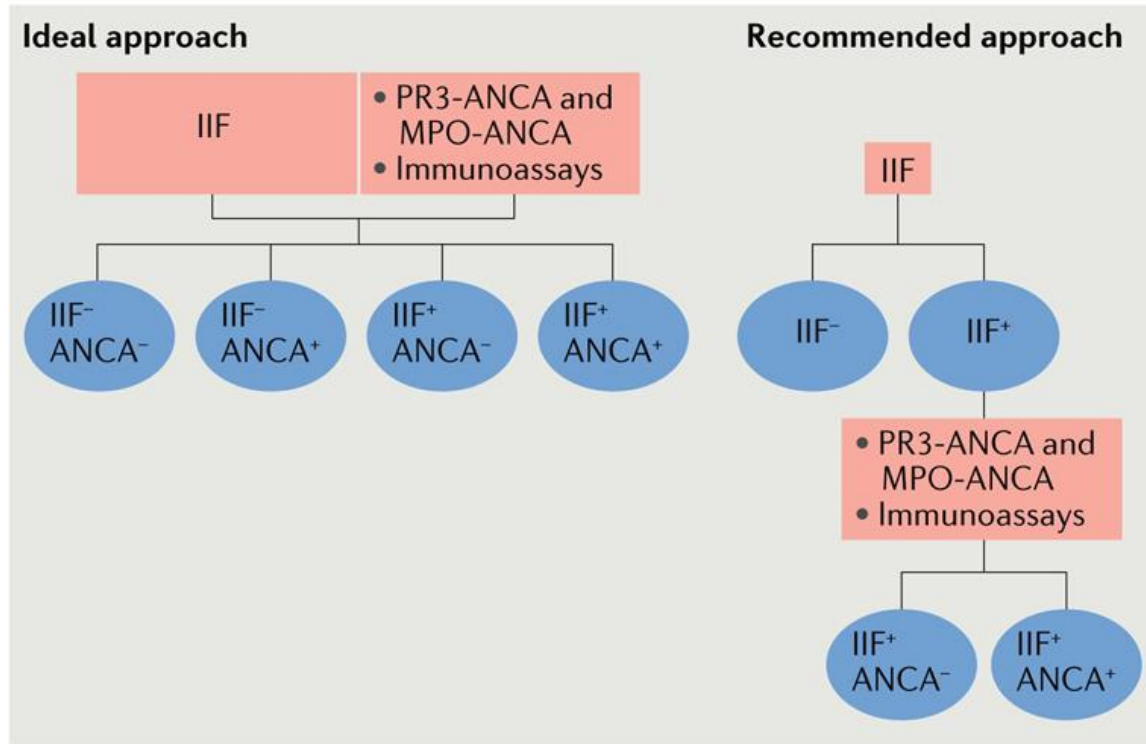 Ideal approach
IIF
• PR3-ANCA and
MPO-ANCA
• Immunoassays
IIF⁻
ANCA⁻
IIF⁻
ANCA⁺
IIF⁺
ANCA⁻
IIF⁺
ANCA⁺
Recommended approach
IIF
IIF⁻
IIF⁺
• PR3-ANCA and
MPO-ANCA
• Immunoassays
IIF⁺
ANCA⁻
IIF⁺
ANCA⁺